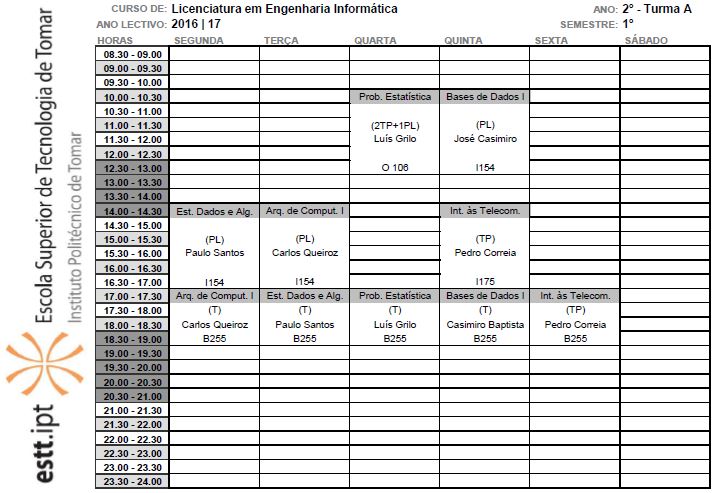 Escola Superior de Tecnologia de Tomar
Instituto Politécnico de Tomar
estt.ipt
CURSO DE: Licenciatura em Engenharia Informática ANO: 2º - Turma A
ANO LECTIVO: 2016 | 17 SEMESTRE: 1º
HORAS SEGUNDA TERÇA QUARTA QUINTA SEXTA SÁBADO
08.30 - 09.00
09.00 - 09.30
09.30 - 10.00
10.00 - 10.30 Prob. Estatística Bases de Dados I
10.30 - 11.00
11.00 - 11.30 (2TP+1PL) (PL)
11.30 - 12.00 Luís Grilo José Casimiro
12.00 - 12.30
12.30 - 13.00 O 106 I154
13.00 - 13.30
13.30 - 14.00
14.00 - 14.30 Est. Dados e Alg. Arq. de Comput. I Int. às Telecom.
14.30 - 15.00
15.00 - 15.30 (PL) (PL) (TP)
15.30 - 16.00 Paulo Santos Carlos Queiroz Pedro Correia
16.00 - 16.30
16.30 - 17.00 I154 I154 I175
17.00 - 17.30 Arq. de Comput. I Est. Dados e Alg. Prob. Estatística Bases de Dados I Int. às Telecom.
17.30 - 18.00 (T) (T) (T) (T) (TP)
18.00 - 18.30 Carlos Queiroz Paulo Santos Luís Grilo Casimiro Baptista Pedro Correia
18.30 - 19.00 B255 B255 B255 B255 B255
19.00 - 19.30
19.30 - 20.00
20.00 - 20.30
20.30 - 21.00
21.00 - 21.30
21.30 - 22.00
22.00 - 22.30
22.30 - 23.00
23.00 - 23.30
23.30 - 24.00